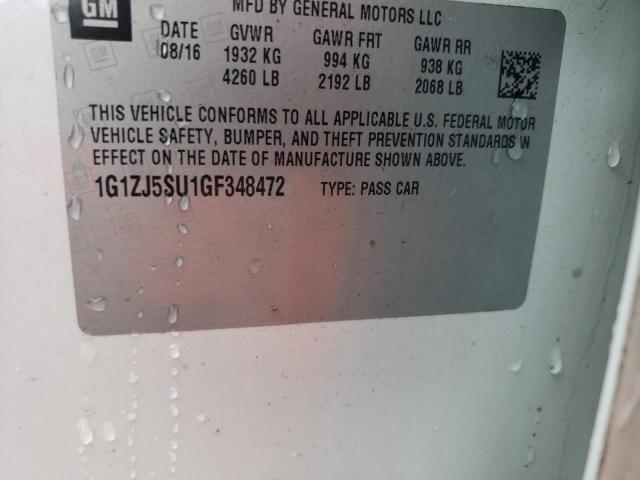 GM
MFD BY GENERAL MOTORS LLC
DATE GVWR GAWR FRT GAWR RR
08/16 1932 KG 994 KG 938 KG
4260 LB 2192 LB 2068 LB
THIS VEHICLE CONFORMS TO ALL APPLICABLE U.S. FEDERAL MOTOR
VEHICLE SAFETY, BUMPER, AND THEFT PREVENTION STANDARDS IN
EFFECT ON THE DATE OF MANUFACTURE SHOWN ABOVE.
1G1ZJ5SU1GF348472 TYPE: PASS CAR